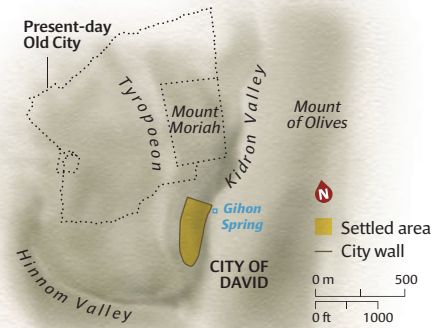 Present-day
Old City
Tyropoeon
Mount
Moriah
Kidron Valley
Mount
of Olives
N
Gihon
Spring
Settled area
City wall
CITY OF
DAVID
Hinnom Valley
0 m 500
0 ft 1000